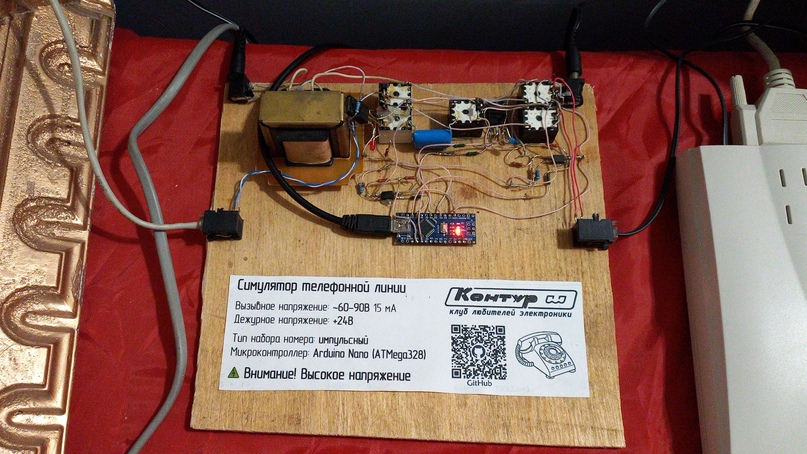 Симулятор телефонной линии
Вызывное напряжение: ~60-90В 15 мА
Дежурное напряжение: +24В
Тип набора номера: импульсный
Микроконтроллер: Arduino Nano (ATMega328)
Внимание! Высокое напряжение
Контур
клуб любителей электроники
GitHub